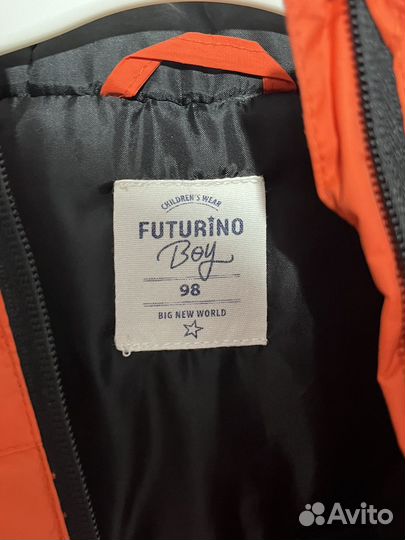 CHILDREN'S WEAR
FUTURINO
Boy
98
BIG NEW WORLD
Avito